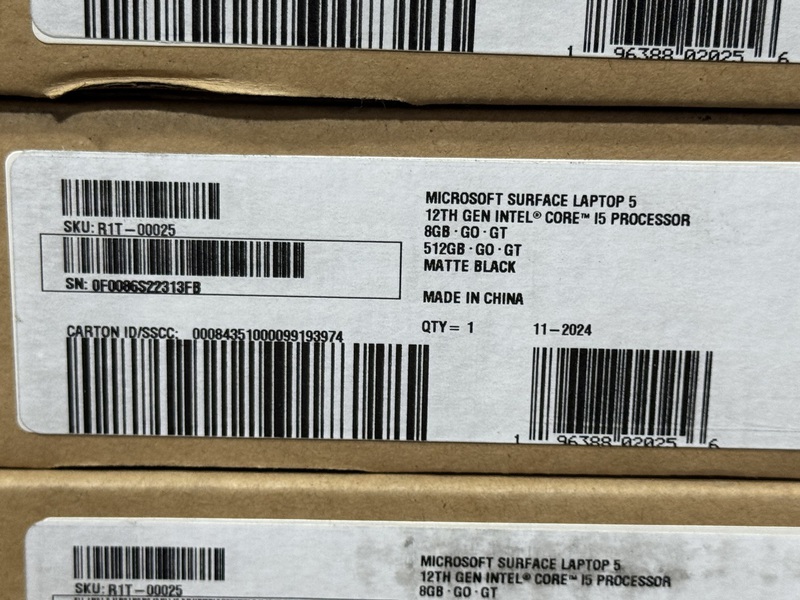 1 96388 02025 6
SKU: R1T-00025
SN: 0F0086S22313FB
CARTON ID/SSCC: 00084351000099193974
MICROSOFT SURFACE LAPTOP 5
12TH GEN INTEL® CORE™ I5 PROCESSOR
8GB · GO · GT
512GB · GO · GT
MATTE BLACK
MADE IN CHINA
QTY = 1 11-2024
1 96388 02025 6
SKU: R1T-00025
MICROSOFT SURFACE LAPTOP 5
12TH GEN INTEL® CORE™ I5 PROCESSOR
8GB · GO · GT